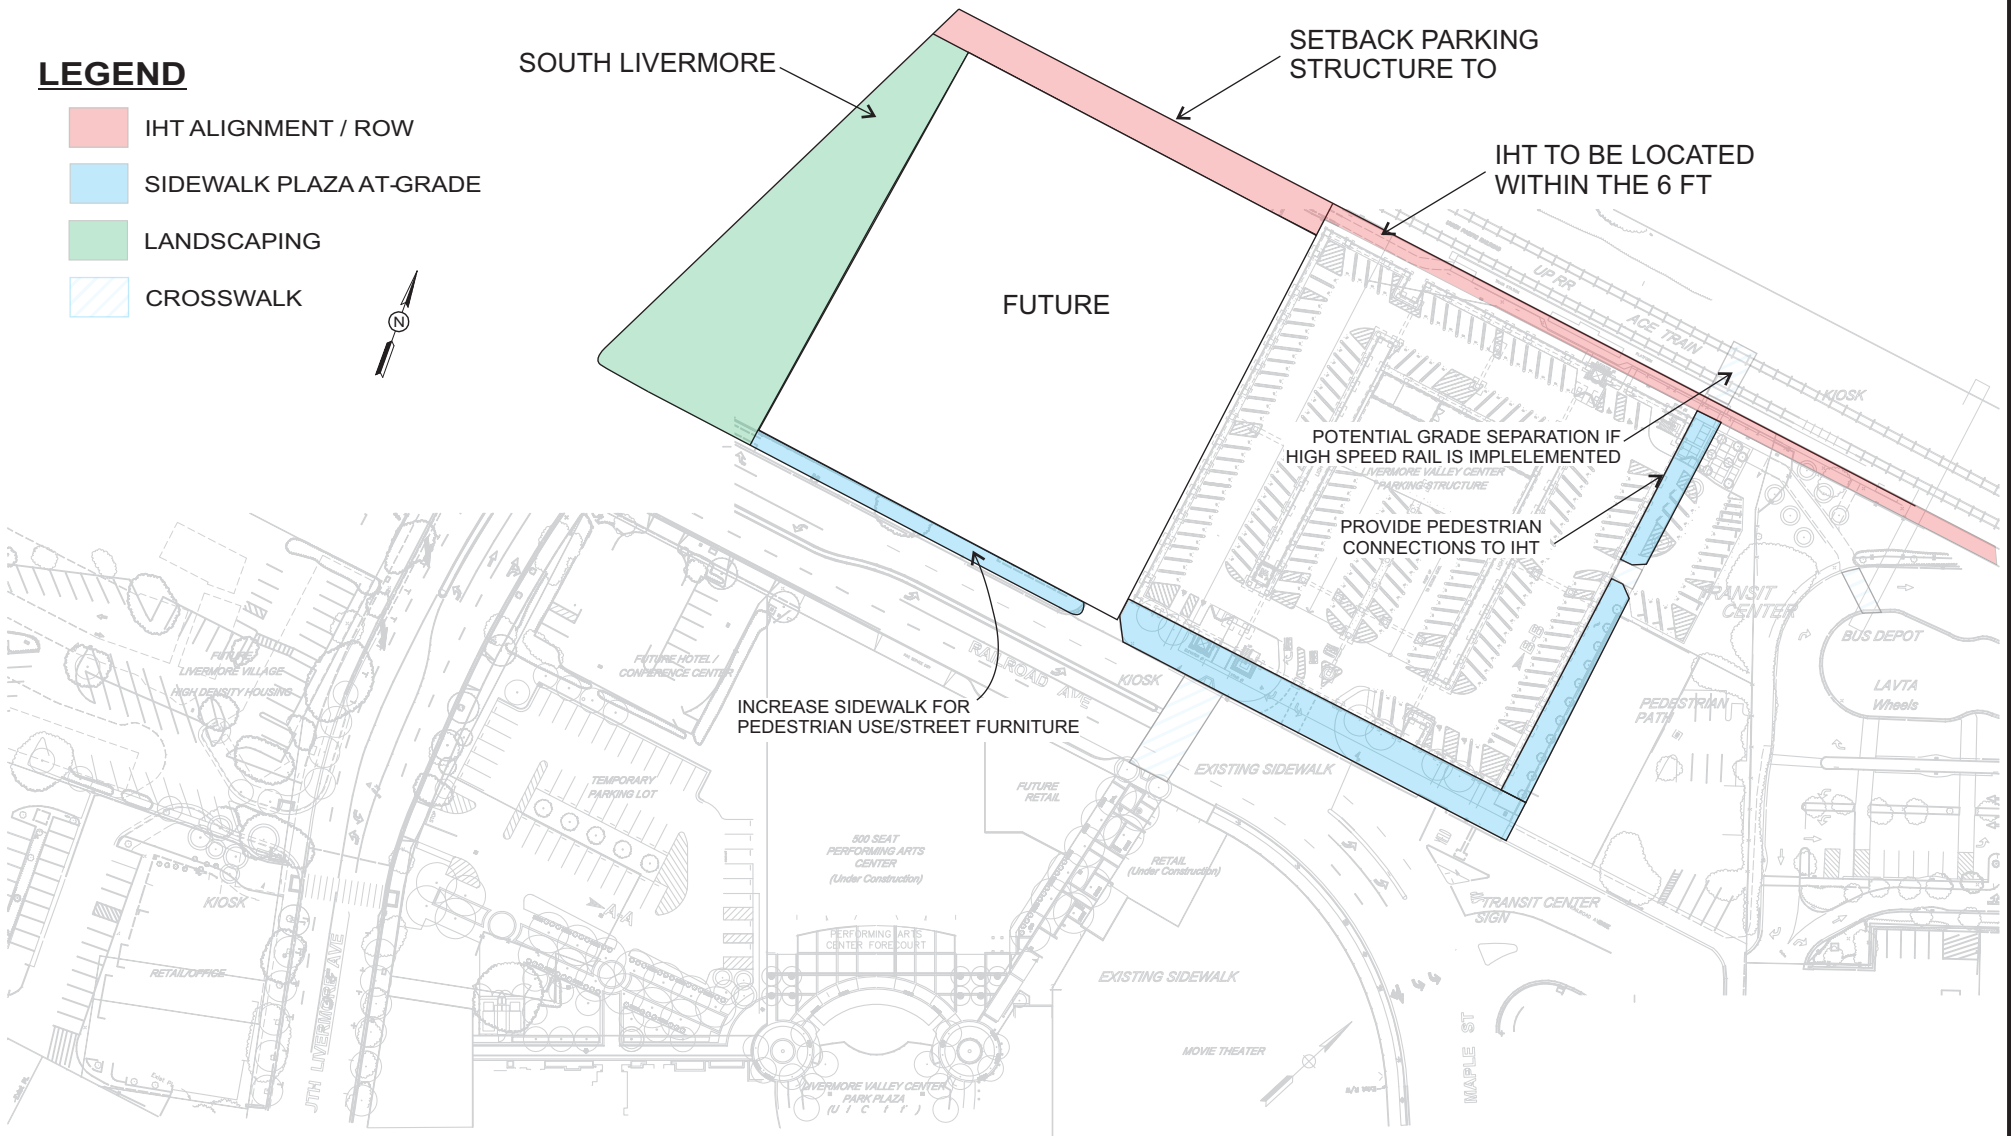 LEGEND
IHT ALIGNMENT / ROW
SIDEWALK PLAZA AT-GRADE
LANDSCAPING
CROSSWALK
N
SOUTH LIVERMORE
SETBACK PARKING
STRUCTURE TO
IHT TO BE LOCATED
WITHIN THE 6 FT
FUTURE
UP RR
ACE TRAIN
KIOSK
POTENTIAL GRADE SEPARATION IF
HIGH SPEED RAIL IS IMPLELEMENTED
LIVERMORE VALLEY CENTER
PARKING STRUCTURE
PROVIDE PEDESTRIAN
CONNECTIONS TO IHT
TRANSIT
CENTER
BUS DEPOT
LAVTA
Wheels
PEDESTRIAN
PATH
B-B
FUTURE
LIVERMORE VILLAGE
HIGH DENSITY HOUSING
FUTURE HOTEL /
CONFERENCE CENTER
RAILROAD AVE
KIOSK
INCREASE SIDEWALK FOR
PEDESTRIAN USE/STREET FURNITURE
EXISTING SIDEWALK
TEMPORARY
PARKING LOT
FUTURE
RETAIL
500 SEAT
PERFORMING ARTS
CENTER
(Under Construction)
RETAIL
(Under Construction)
KIOSK
A-A
TRANSIT CENTER
SIGN
PERFORMING ARTS
CENTER FORECOURT
RETAIL/OFFICE
EXISTING SIDEWALK
UTH LIVERMORE AVE
MOVIE THEATER
MAPLE ST
LIVERMORE VALLEY CENTER
PARK PLAZA